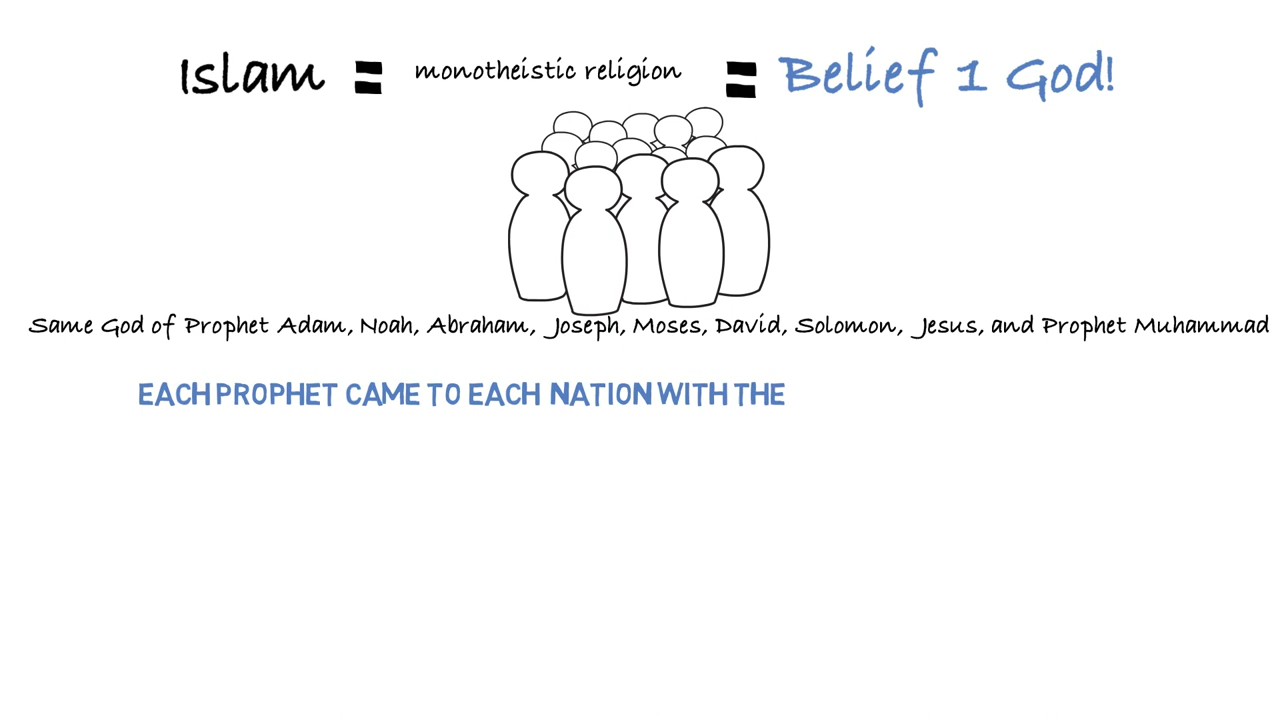 Islam = monotheistic religion = Belief 1 God!
Same God of Prophet Adam, Noah, Abraham, Joseph, Moses, David, Solomon, Jesus, and Prophet Muhammad
EACH PROPHET CAME TO EACH NATION WITH THE